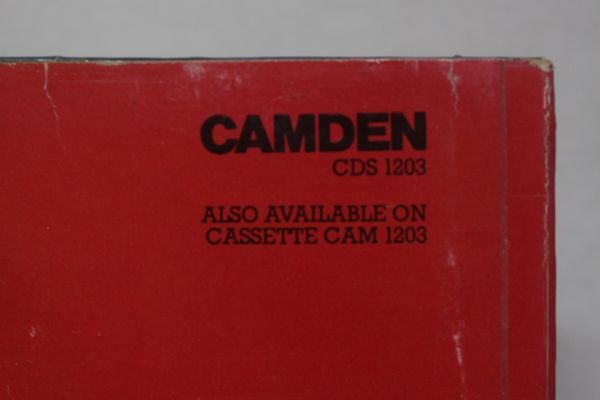 CAMDEN
CDS 1203
ALSO AVAILABLE ON
CASSETTE CAM 1203